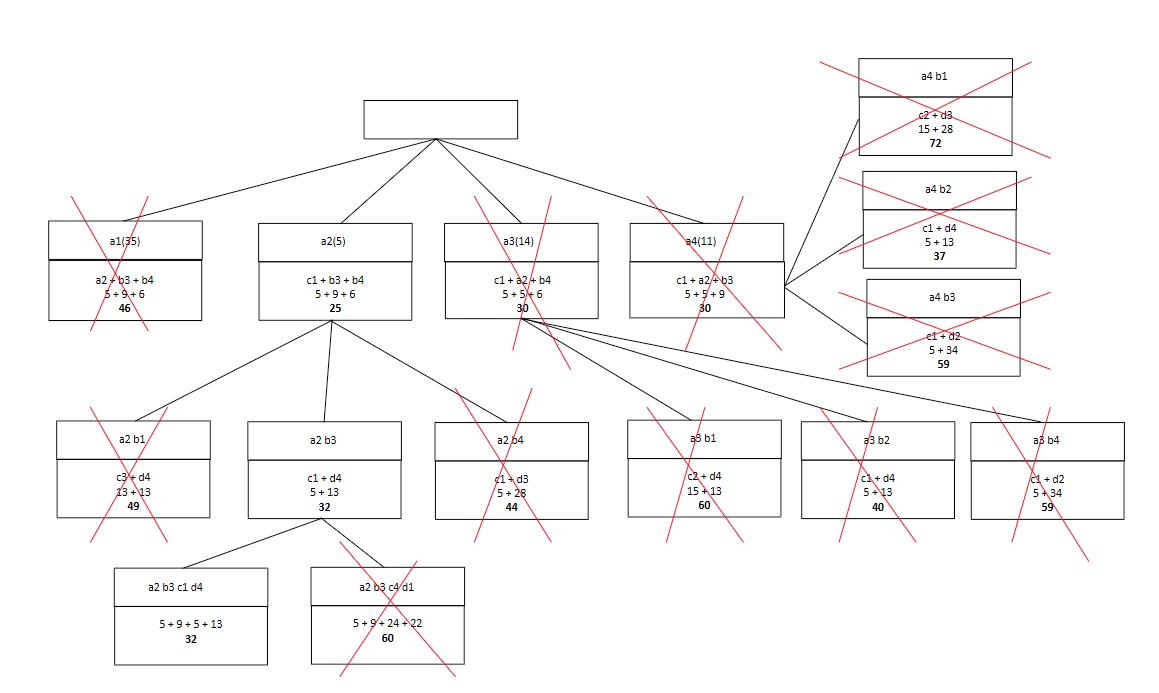 a4 b1
c2 + d3
15 + 28
72
a4 b2
c1 + d4
5 + 13
37
a4 b3
c1 + d2
5 + 34
59
a1(35)
a2 + b3 + b4
5 + 9 + 6
46
a2(5)
c1 + b3 + b4
5 + 9 + 6
25
a3(14)
c1 + a2 + b4
5 + 5 + 6
30
a4(11)
c1 + a2 + b3
5 + 5 + 9
30
a2 b1
c3 + d4
13 + 13
49
a2 b3
c1 + d4
5 + 13
32
a2 b4
c1 + d3
5 + 28
44
a3 b1
c2 + d4
15 + 13
60
a3 b2
c1 + d4
5 + 13
40
a3 b4
c1 + d2
5 + 34
59
a2 b3 c1 d4
5 + 9 + 5 + 13
32
a2 b3 c4 d1
5 + 9 + 24 + 22
60